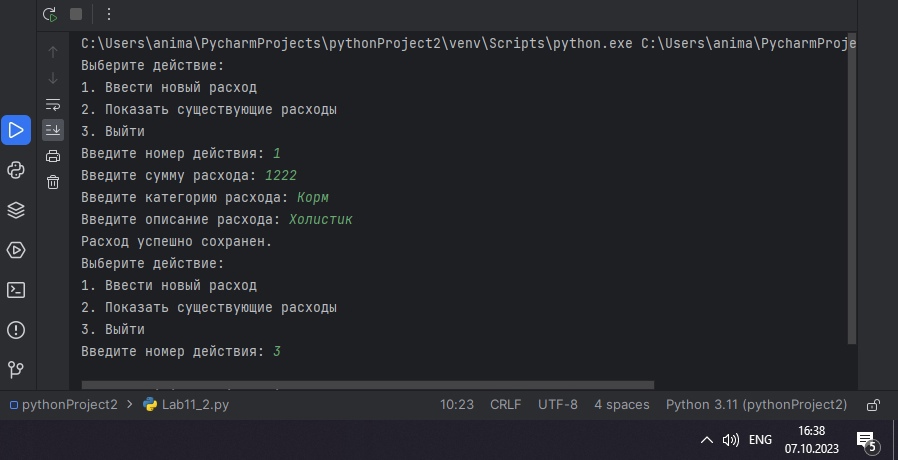 C:\Users\anima\PycharmProjects\pythonProject2\venv\Scripts\python.exe C:\Users\anima\PycharmProje
Выберите действие:
1. Ввести новый расход
2. Показать существующие расходы
3. Выйти
Введите номер действия: 1
Введите сумму расхода: 1222
Введите категорию расхода: Корм
Введите описание расхода: Холистик
Расход успешно сохранен.
Выберите действие:
1. Ввести новый расход
2. Показать существующие расходы
3. Выйти
Введите номер действия: 3
pythonProject2 > Lab11_2.py 10:23 CRLF UTF-8 4 spaces Python 3.11 (pythonProject2)
ENG 16:38
07.10.2023 5